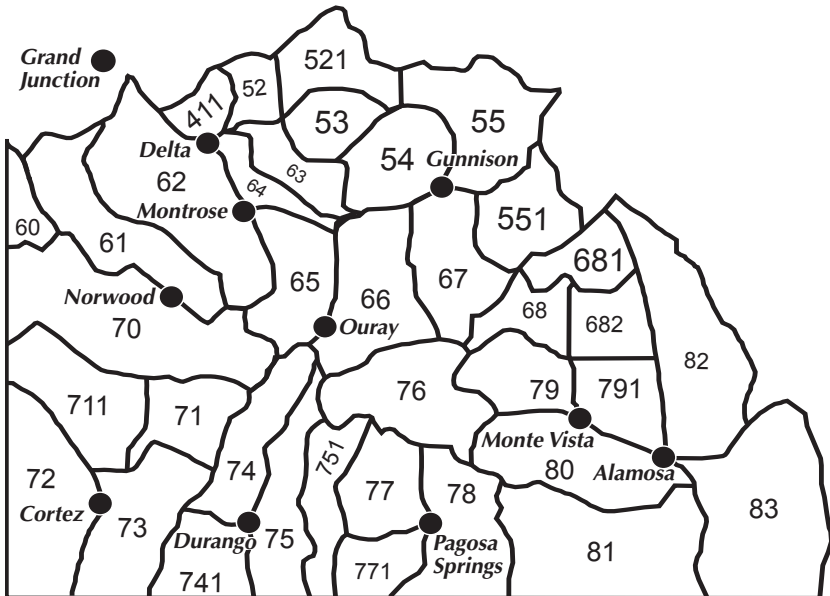 521
Grand
Junction
52
411
53
55
Delta
54
Gunnison
63
62
64
Montrose
551
60
61
681
65
67
Norwood
66
68
70
Ouray
682
82
76
79
791
711
71
Monte Vista
751
74
80
Alamosa
72
77
78
Cortez
83
73
Durango
75
Pagosa
Springs
81
741
771